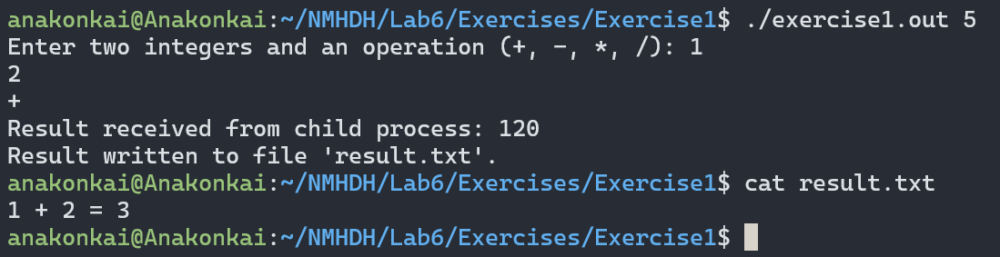 anakonkai@Anakonkai:~/NMHDH/Lab6/Exercises/Exercise1$ ./exercise1.out 5
Enter two integers and an operation (+, -, *, /): 1
2
+
Result received from child process: 120
Result written to file 'result.txt'.
anakonkai@Anakonkai:~/NMHDH/Lab6/Exercises/Exercise1$ cat result.txt
1 + 2 = 3
anakonkai@Anakonkai:~/NMHDH/Lab6/Exercises/Exercise1$